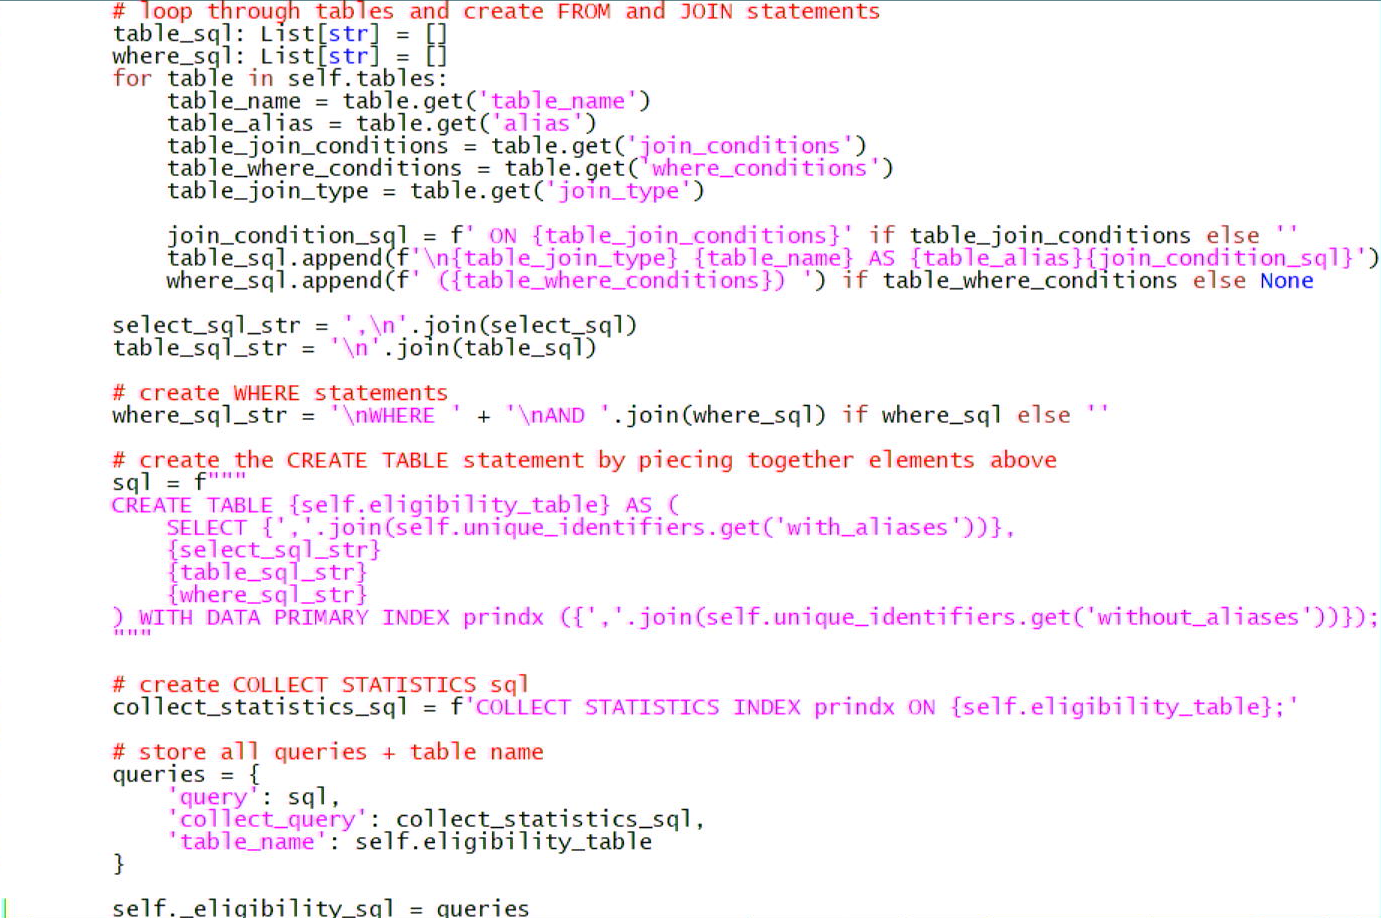 # loop through tables and create FROM and JOIN statements
table_sql: List[str] = []
where_sql: List[str] = []
for table in self.tables:
    table_name = table.get('table_name')
    table_alias = table.get('alias')
    table_join_conditions = table.get('join_conditions')
    table_where_conditions = table.get('where_conditions')
    table_join_type = table.get('join_type')

    join_condition_sql = f' ON {table_join_conditions}' if table_join_conditions else ''
    table_sql.append(f'\n{table_join_type} {table_name} AS {table_alias}{join_condition_sql}')
    where_sql.append(f' ({table_where_conditions}) ') if table_where_conditions else None

select_sql_str = ',\n'.join(select_sql)
table_sql_str = '\n'.join(table_sql)

# create WHERE statements
where_sql_str = '\nWHERE ' + '\nAND '.join(where_sql) if where_sql else ''

# create the CREATE TABLE statement by piecing together elements above
sql = f"""
CREATE TABLE {self.eligibility_table} AS (
    SELECT {','.join(self.unique_identifiers.get('with_aliases'))},
    {select_sql_str}
    {table_sql_str}
    {where_sql_str}
) WITH DATA PRIMARY INDEX prindx ({','.join(self.unique_identifiers.get('without_aliases'))});
"""

# create COLLECT STATISTICS sql
collect_statistics_sql = f'COLLECT STATISTICS INDEX prindx ON {self.eligibility_table};'

# store all queries + table name
queries = {
    'query': sql,
    'collect_query': collect_statistics_sql,
    'table_name': self.eligibility_table
}

self._eligibility_sql = queries